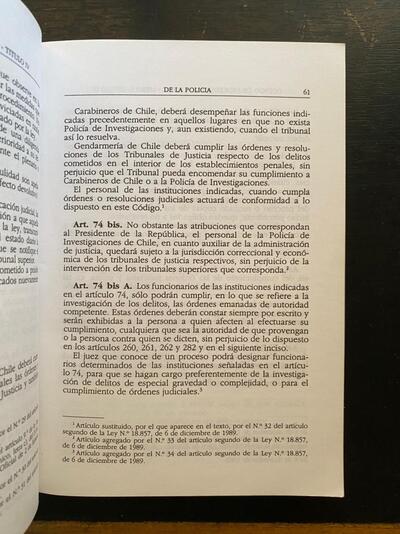 TITULO IV
DE LA POLICIA
61
Carabineros de Chile, deberá desempeñar las funciones indi-
cadas precedentemente en aquellos lugares en que no exista
Policía de Investigaciones y, aun existiendo, cuando el tribunal
así lo resuelva.
Gendarmería de Chile deberá cumplir las órdenes y reso-
luciones de los Tribunales de Justicia respecto de los delitos
cometidos en el interior de los establecimientos penales, sin
perjuicio que el Tribunal pueda encomendar su cumplimiento a
Carabineros de Chile o a la Policía de Investigaciones.
El personal de las instituciones indicadas, cuando cumpla
órdenes o resoluciones judiciales actuará de conformidad a lo
dispuesto en este Código.¹
Art. 74 bis. No obstante las atribuciones que correspondan
al Presidente de la República, el personal de la Policía de
Investigaciones de Chile, en cuanto auxiliar de la administración
de justicia, quedará sujeto a la jurisdicción correccional y econó-
mica de los tribunales de justicia respectivos, sin perjuicio de
la intervención de los tribunales superiores que corresponda.²
Art. 74 bis A. Los funcionarios de las instituciones indicadas
en el artículo 74, sólo podrán cumplir, en lo que se refiere a la
investigación de los delitos, las órdenes emanadas de autoridad
competente. Estas órdenes deberán constar siempre por escrito y
serán exhibidas a la persona a quien afecten al efectuarse su
cumplimiento, cualquiera que sea la autoridad de que provengan
o la persona contra quien se dicten, sin perjuicio de lo dispuesto
en los artículos 260, 261, 262 y 282 y en el siguiente inciso.
El juez que conoce de un proceso podrá designar funcio-
narios determinados de las instituciones señaladas en el artícu-
lo 74, para que se hagan cargo preferentemente de la investiga-
ción de delitos de especial gravedad o complejidad, o para el
cumplimiento de órdenes judiciales.³
¹ Artículo sustituido, por el que aparece en el texto, por el N.º 32 del artículo
segundo de la Ley N.º 18.857, de 6 de diciembre de 1989.
² Artículo agregado por el N.º 33 del artículo segundo de la Ley N.º 18.857,
de 6 de diciembre de 1989.
³ Artículo agregado por el N.º 34 del artículo segundo de la Ley N.º 18.857,
de 6 de diciembre de 1989.